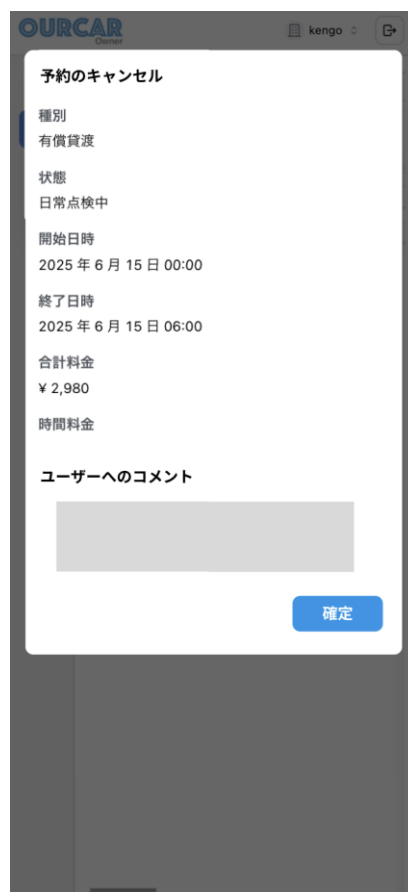 OURCAR
Owner
kengo
予約のキャンセル
種別
有償貸渡
状態
日常点検中
開始日時
2025 年 6 月 15 日 00:00
終了日時
2025 年 6 月 15 日 06:00
合計料金
¥ 2,980
時間料金
ユーザーへのコメント
確定